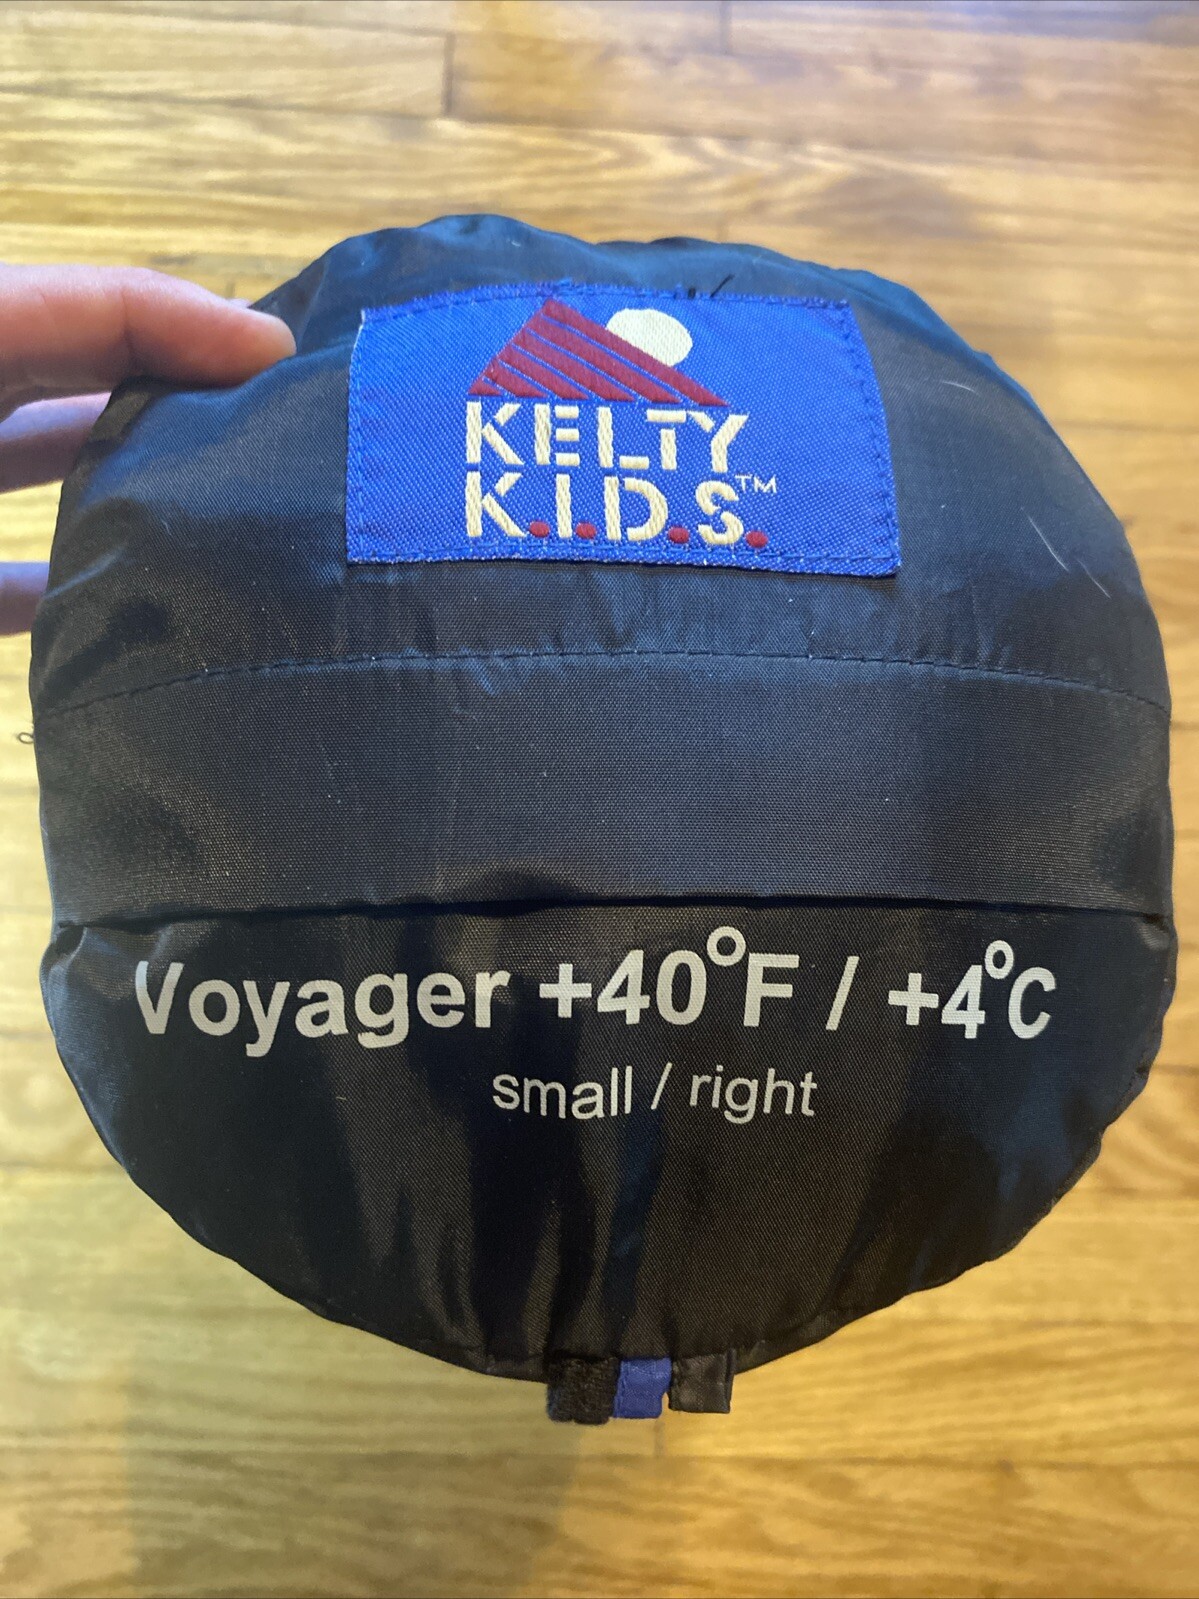 KELTY
K.I.D.S.™
Voyager +40°F / +4°C
small / right